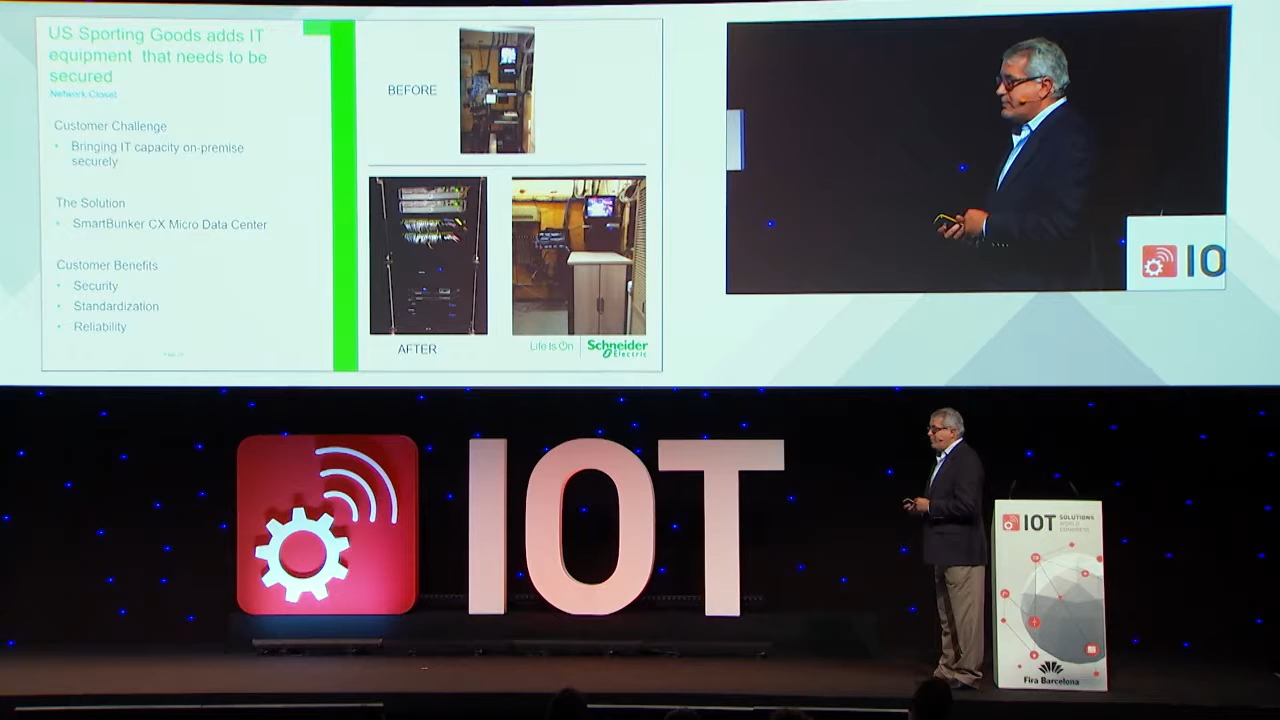 US Sporting Goods adds IT
equipment that needs to be
secured
Network Closet
Customer Challenge
• Bringing IT capacity on-premise
securely
The Solution
• SmartBunker CX Micro Data Center
Customer Benefits
• Security
• Standardization
• Reliability
BEFORE
AFTER
Life Is On
Schneider
Electric
IO
IOT
IOT
SOLUTIONS
WORLD
CONGRESS
Fira Barcelona